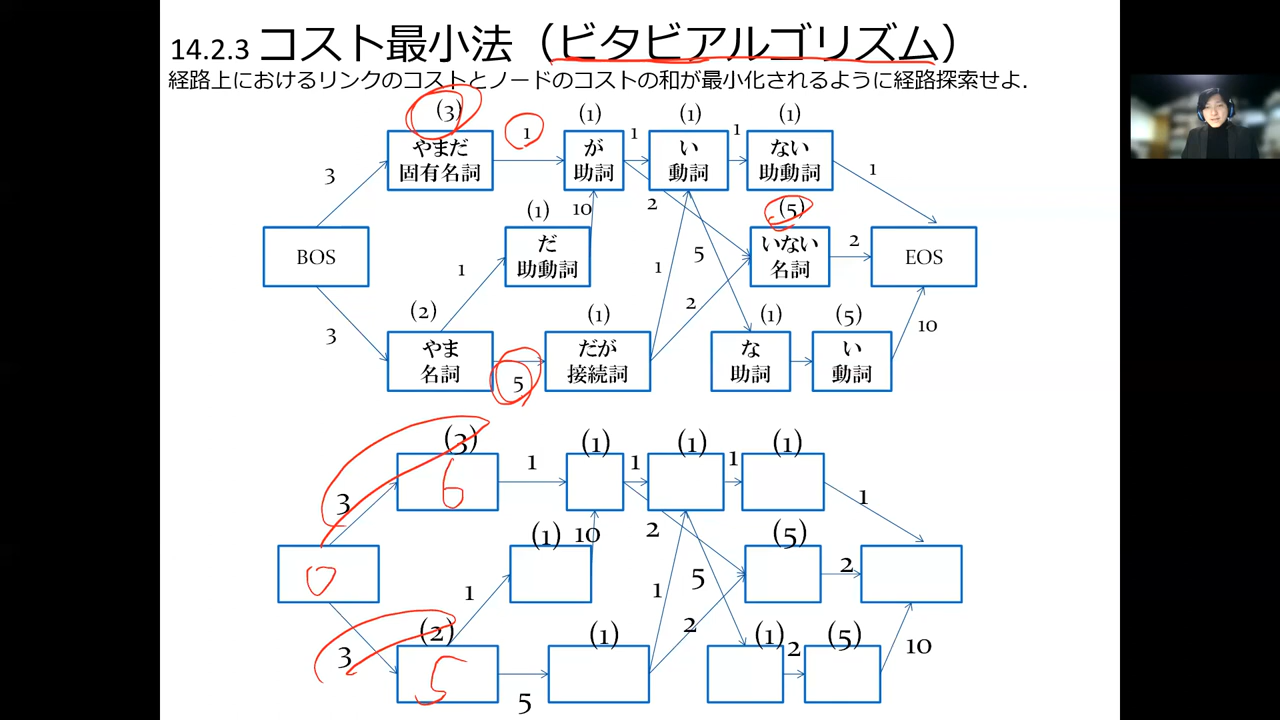 14.2.3 コスト最小法（ビタビアルゴリズム）
経路上におけるリンクのコストとノードのコストの和が最小化されるように経路探索せよ.
(3) 1 (1) 1 (1) 1 (1)
やまだ
固有名詞
が
助詞
い
動詞
ない
助動詞
3 (1) 10 2 (5) 1
BOS
だ
助動詞
いない
名詞
2
EOS
1 1 5
3 (2) (1) 2 (1) (5) 10
やま
名詞
5
だが
接続詞
な
助詞
い
動詞
(3) 1 (1) 1 (1) 1 (1)
3 6 1
(1) 10 2 (5)
0 1 1 5 2
3 (2) (1) 2 (1) 2 (5) 10
5 5